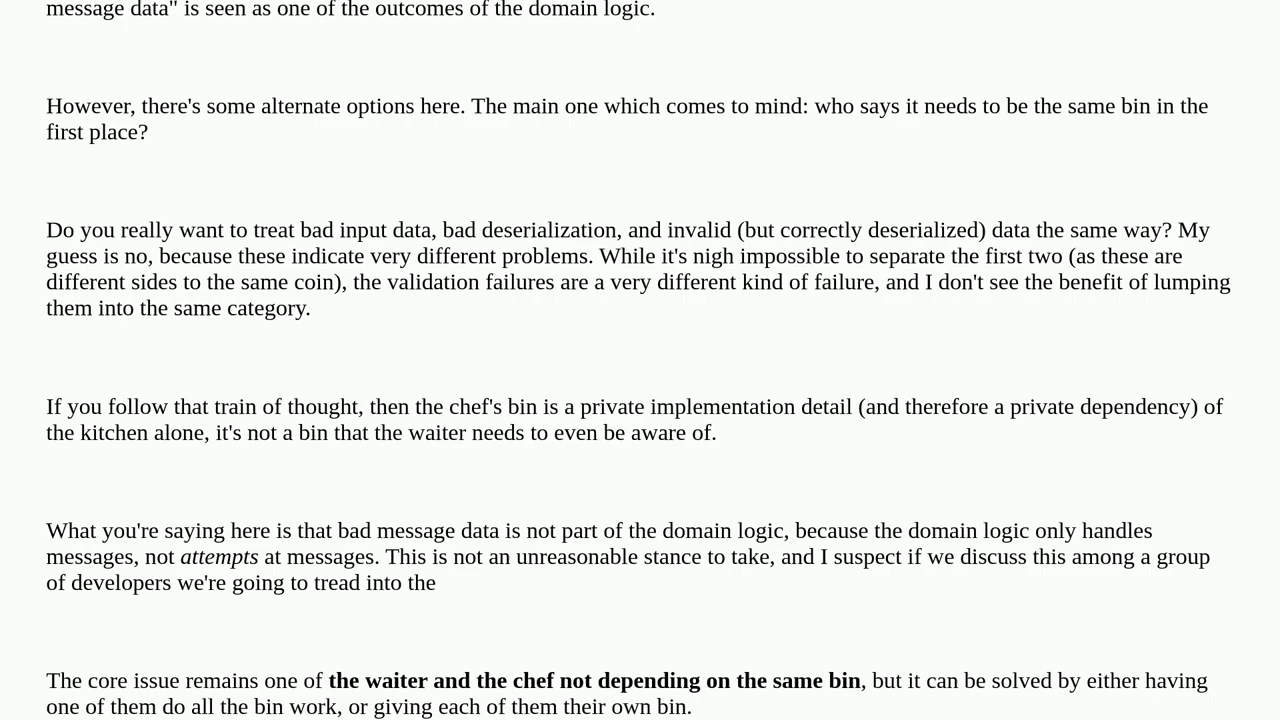 message data" is seen as one of the outcomes of the domain logic.
However, there's some alternate options here. The main one which comes to mind: who says it needs to be the same bin in the
first place?
Do you really want to treat bad input data, bad deserialization, and invalid (but correctly deserialized) data the same way? My
guess is no, because these indicate very different problems. While it's nigh impossible to separate the first two (as these are
different sides to the same coin), the validation failures are a very different kind of failure, and I don't see the benefit of lumping
them into the same category.
If you follow that train of thought, then the chef's bin is a private implementation detail (and therefore a private dependency) of
the kitchen alone, it's not a bin that the waiter needs to even be aware of.
What you're saying here is that bad message data is not part of the domain logic, because the domain logic only handles
messages, not attempts at messages. This is not an unreasonable stance to take, and I suspect if we discuss this among a group
of developers we're going to tread into the
The core issue remains one of the waiter and the chef not depending on the same bin, but it can be solved by either having
one of them do all the bin work, or giving each of them their own bin.